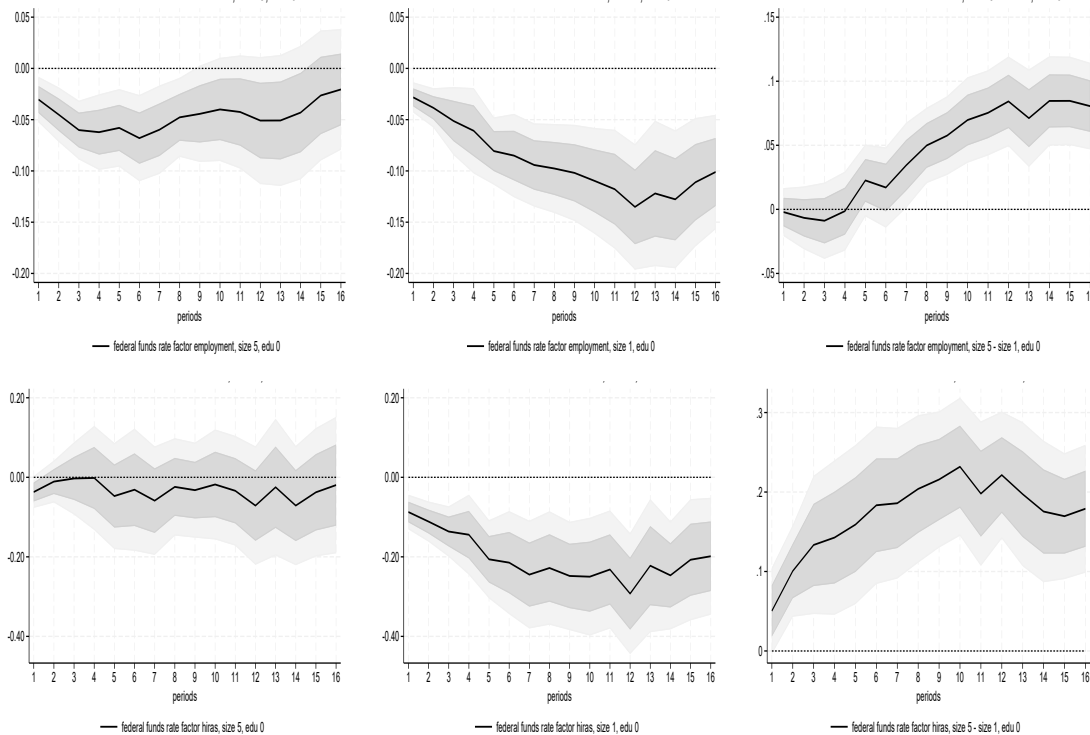 0.05
0.00
-0.05
-0.10
-0.15
-0.20
1 2 3 4 5 6 7 8 9 10 11 12 13 14 15 16
periods
federal funds rate factor employment, size 5, edu 0
0.05
0.00
-0.05
-0.10
-0.15
-0.20
1 2 3 4 5 6 7 8 9 10 11 12 13 14 15 16
periods
federal funds rate factor employment, size 1, edu 0
.15
.1
.05
0
-.05
1 2 3 4 5 6 7 8 9 10 11 12 13 14 15
periods
federal funds rate factor employment, size 5 - size 1, edu 0
0.20
0.00
-0.20
-0.40
1 2 3 4 5 6 7 8 9 10 11 12 13 14 15 16
periods
federal funds rate factor hiras, size 5, edu 0
0.20
0.00
-0.20
-0.40
1 2 3 4 5 6 7 8 9 10 11 12 13 14 15 16
periods
federal funds rate factor hiras, size 1, edu 0
.3
.2
.1
0
1 2 3 4 5 6 7 8 9 10 11 12 13 14 15 16
periods
federal funds rate factor hiras, size 5 - size 1, edu 0